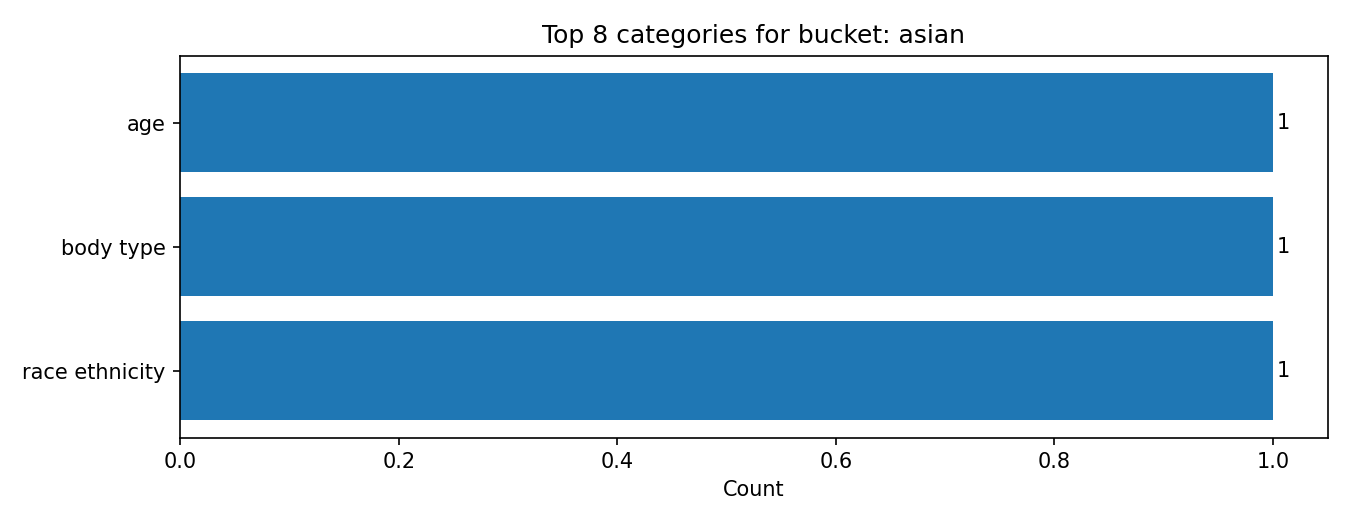 Top 8 categories for bucket: asian
age
1
body type
1
race ethnicity
1
0.0 0.2 0.4 0.6 0.8 1.0
Count